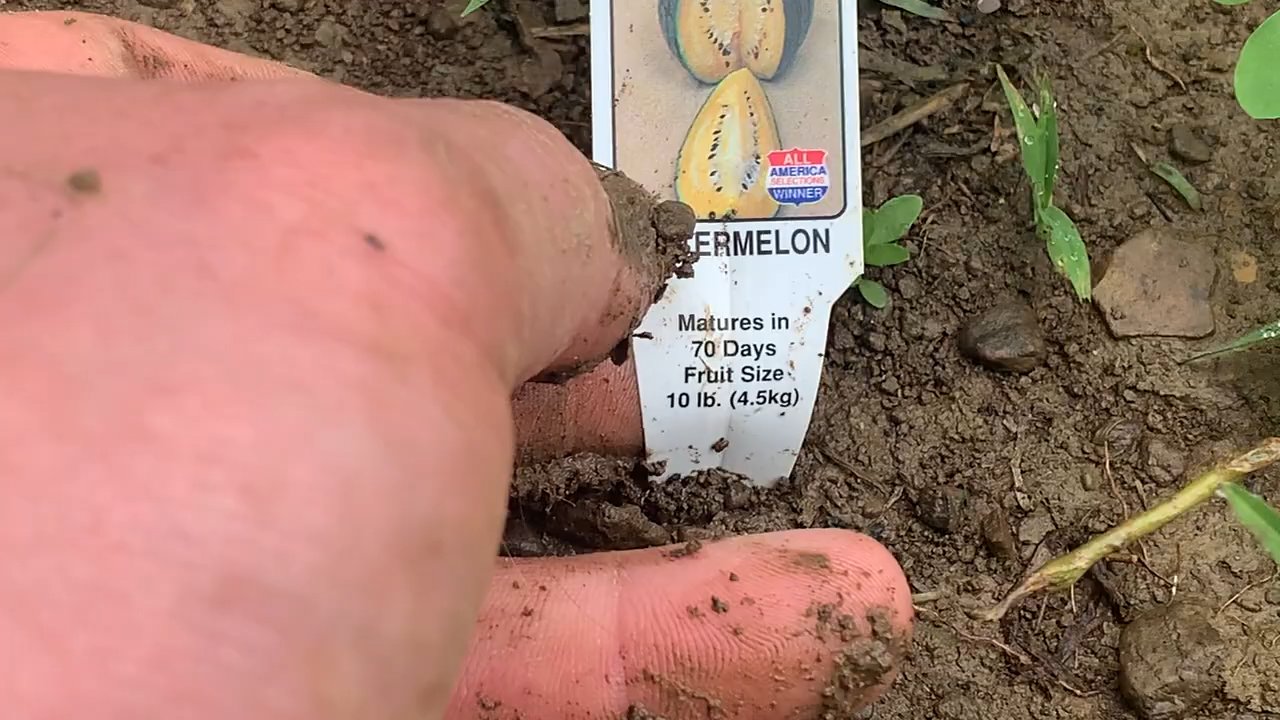 ALL
AMERICA
SELECTIONS
WINNER
ERMELON
Matures in
70 Days
Fruit Size
10 lb. (4.5kg)